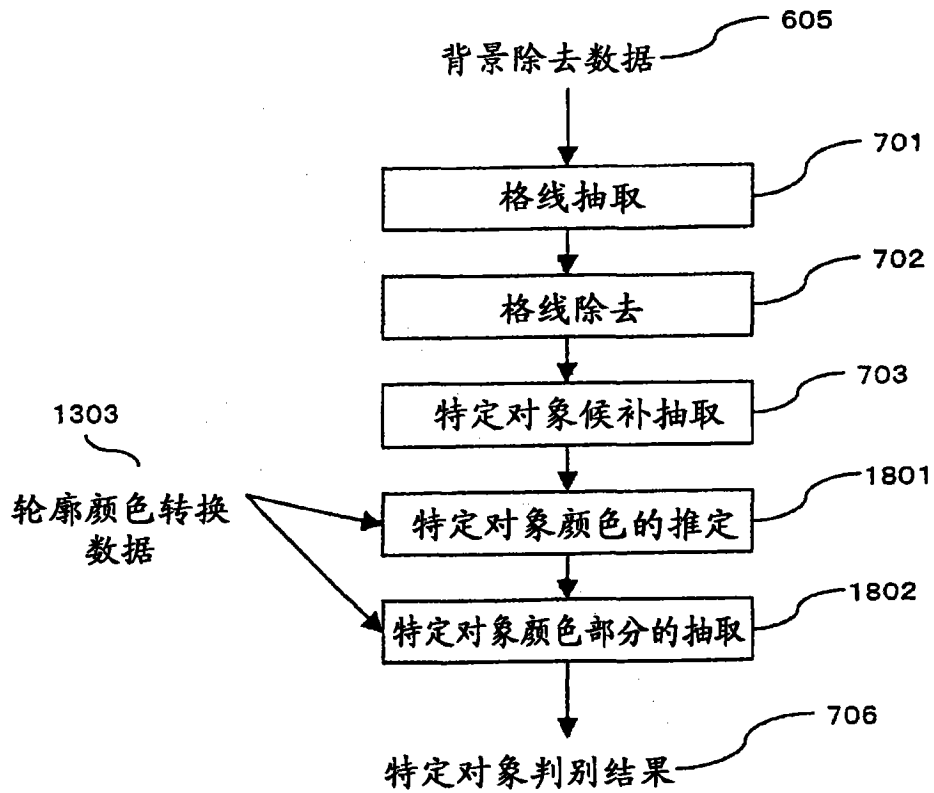 605
背景除去数据
701
格线抽取
702
格线除去
703
特定对象候补抽取
1303
轮廓颜色转换
数据
1801
特定对象颜色的推定
1802
特定对象颜色部分的抽取
706
特定对象判别结果